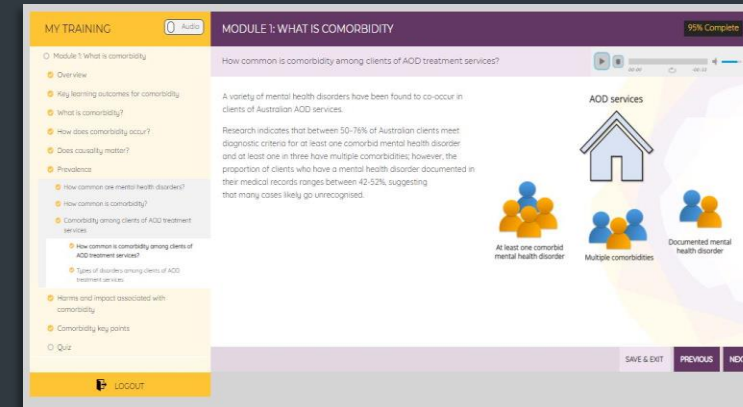 MY TRAINING
Audio
Module 1: What is comorbidity
Overview
Key learning outcomes for comorbidity
What is comorbidity?
How does comorbidity occur?
Does causality matter?
Prevalence
How common are mental health disorders?
How common is comorbidity?
Comorbidity among clients of AOD treatment
services
How common is comorbidity among clients of
AOD treatment services?
Types of disorders among clients of AOD
treatment services
Harms and impact associated with
comorbidity
Comorbidity key points
Quiz
LOGOUT
MODULE 1: WHAT IS COMORBIDITY
95% Complete
How common is comorbidity among clients of AOD treatment services?
00:00
A variety of mental health disorders have been found to co-occur in
clients of Australian AOD services.
Research indicates that between 50-76% of Australian clients meet
diagnostic criteria for at least one comorbid mental health disorder
and at least one in three have multiple comorbidities; however, the
proportion of clients who have a mental health disorder documented in
their medical records ranges between 42-52%, suggesting
that many cases likely go unrecognised.
AOD services
At least one comorbid
mental health disorder
Multiple comorbidities
Documented mental
health disorder
SAVE & EXIT
PREVIOUS
NEX